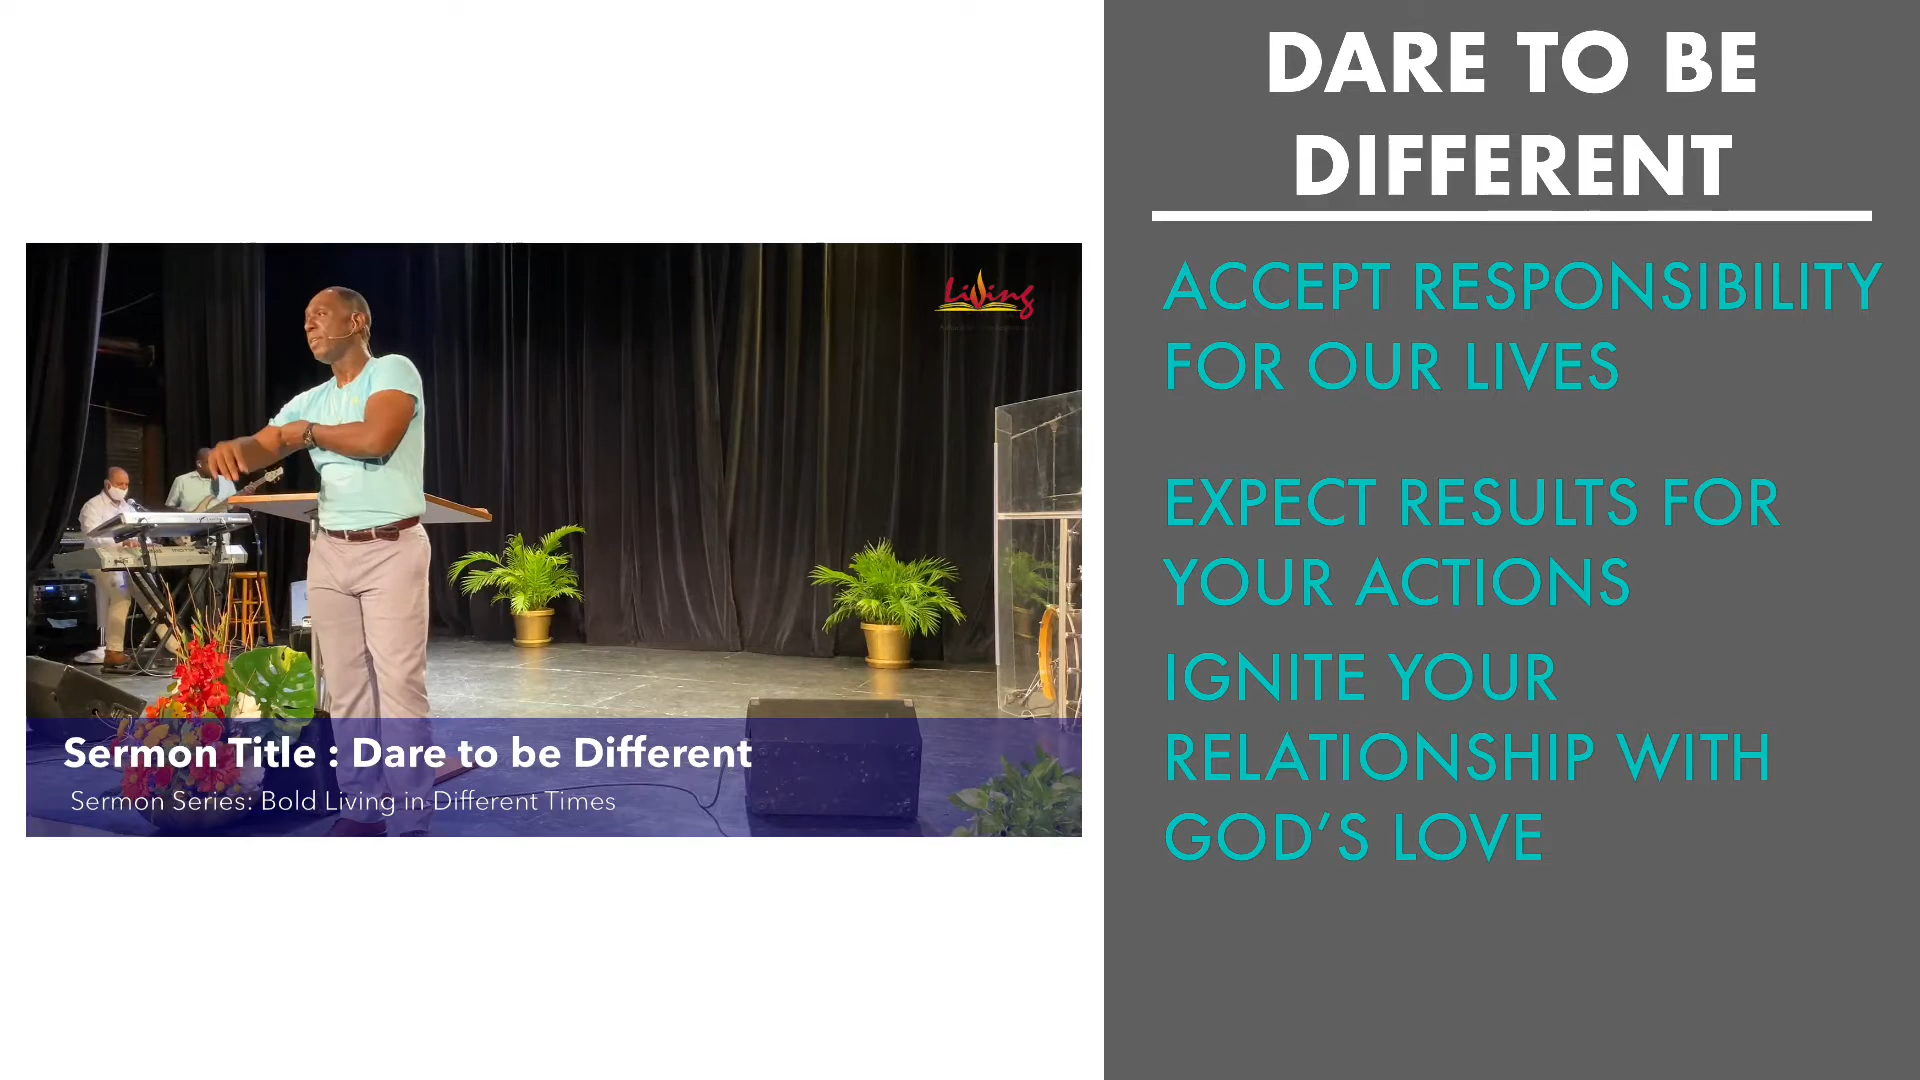 DARE TO BE
DIFFERENT
ACCEPT RESPONSIBILITY
FOR OUR LIVES
EXPECT RESULTS FOR
YOUR ACTIONS
IGNITE YOUR
RELATIONSHIP WITH
GOD’S LOVE
Living
Sermon Title : Dare to be Different
Sermon Series: Bold Living in Different Times